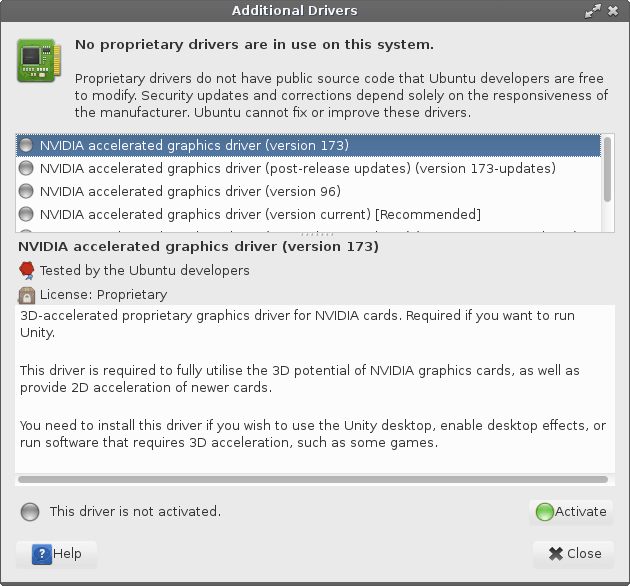 Additional Drivers
No proprietary drivers are in use on this system.
Proprietary drivers do not have public source code that Ubuntu developers are free
to modify. Security updates and corrections depend solely on the responsiveness of
the manufacturer. Ubuntu cannot fix or improve these drivers.
NVIDIA accelerated graphics driver (version 173)
NVIDIA accelerated graphics driver (post-release updates) (version 173-updates)
NVIDIA accelerated graphics driver (version 96)
NVIDIA accelerated graphics driver (version current) [Recommended]
NVIDIA accelerated graphics driver (version 173)
Tested by the Ubuntu developers
License: Proprietary
3D-accelerated proprietary graphics driver for NVIDIA cards. Required if you want to run
Unity.
This driver is required to fully utilise the 3D potential of NVIDIA graphics cards, as well as
provide 2D acceleration of newer cards.
You need to install this driver if you wish to use the Unity desktop, enable desktop effects, or
run software that requires 3D acceleration, such as some games.
This driver is not activated.
Activate
? Help
Close